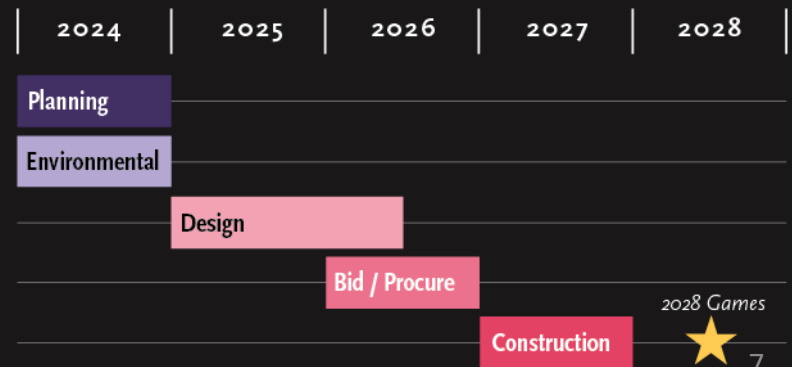 2024 2025 2026 2027 2028
Planning
Environmental
Design
Bid / Procure
2028 Games
Construction
7